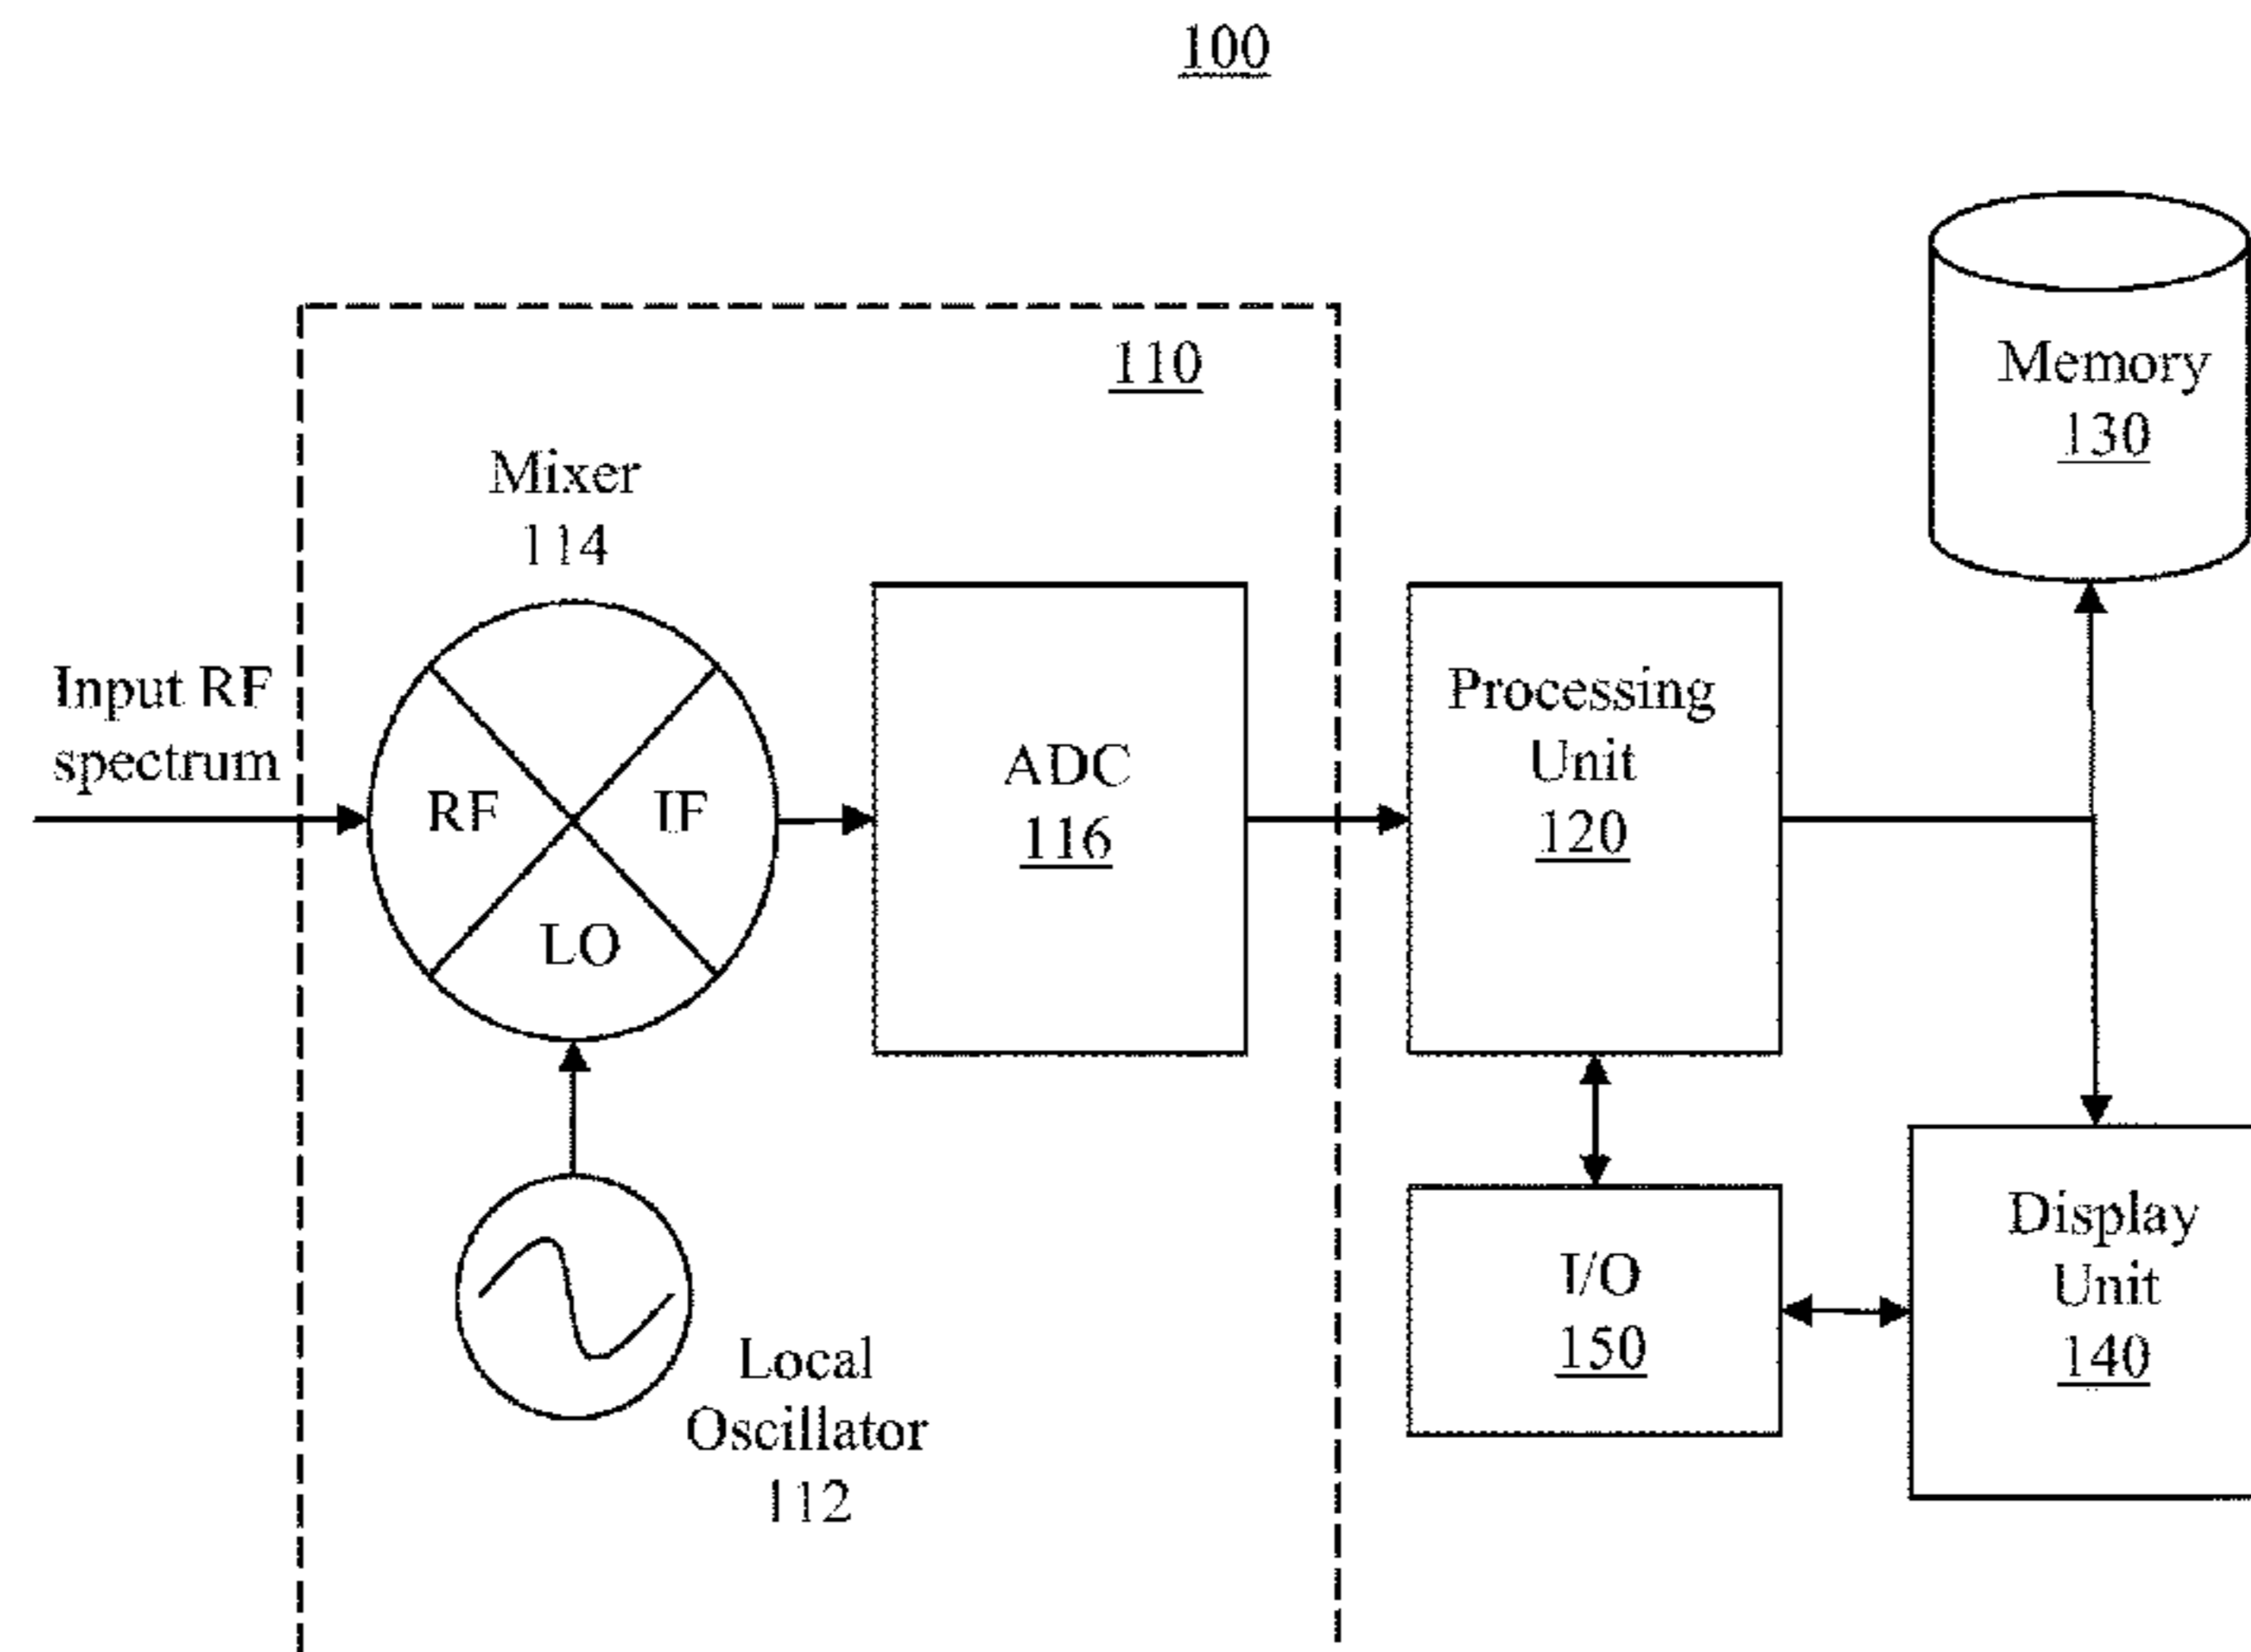 100
110
Memory
130
Mixer
114
Input RF
spectrum
RF
IF
LO
ADC
116
Processing
Unit
120
Local
Oscillator
112
I/O
150
Display
Unit
140